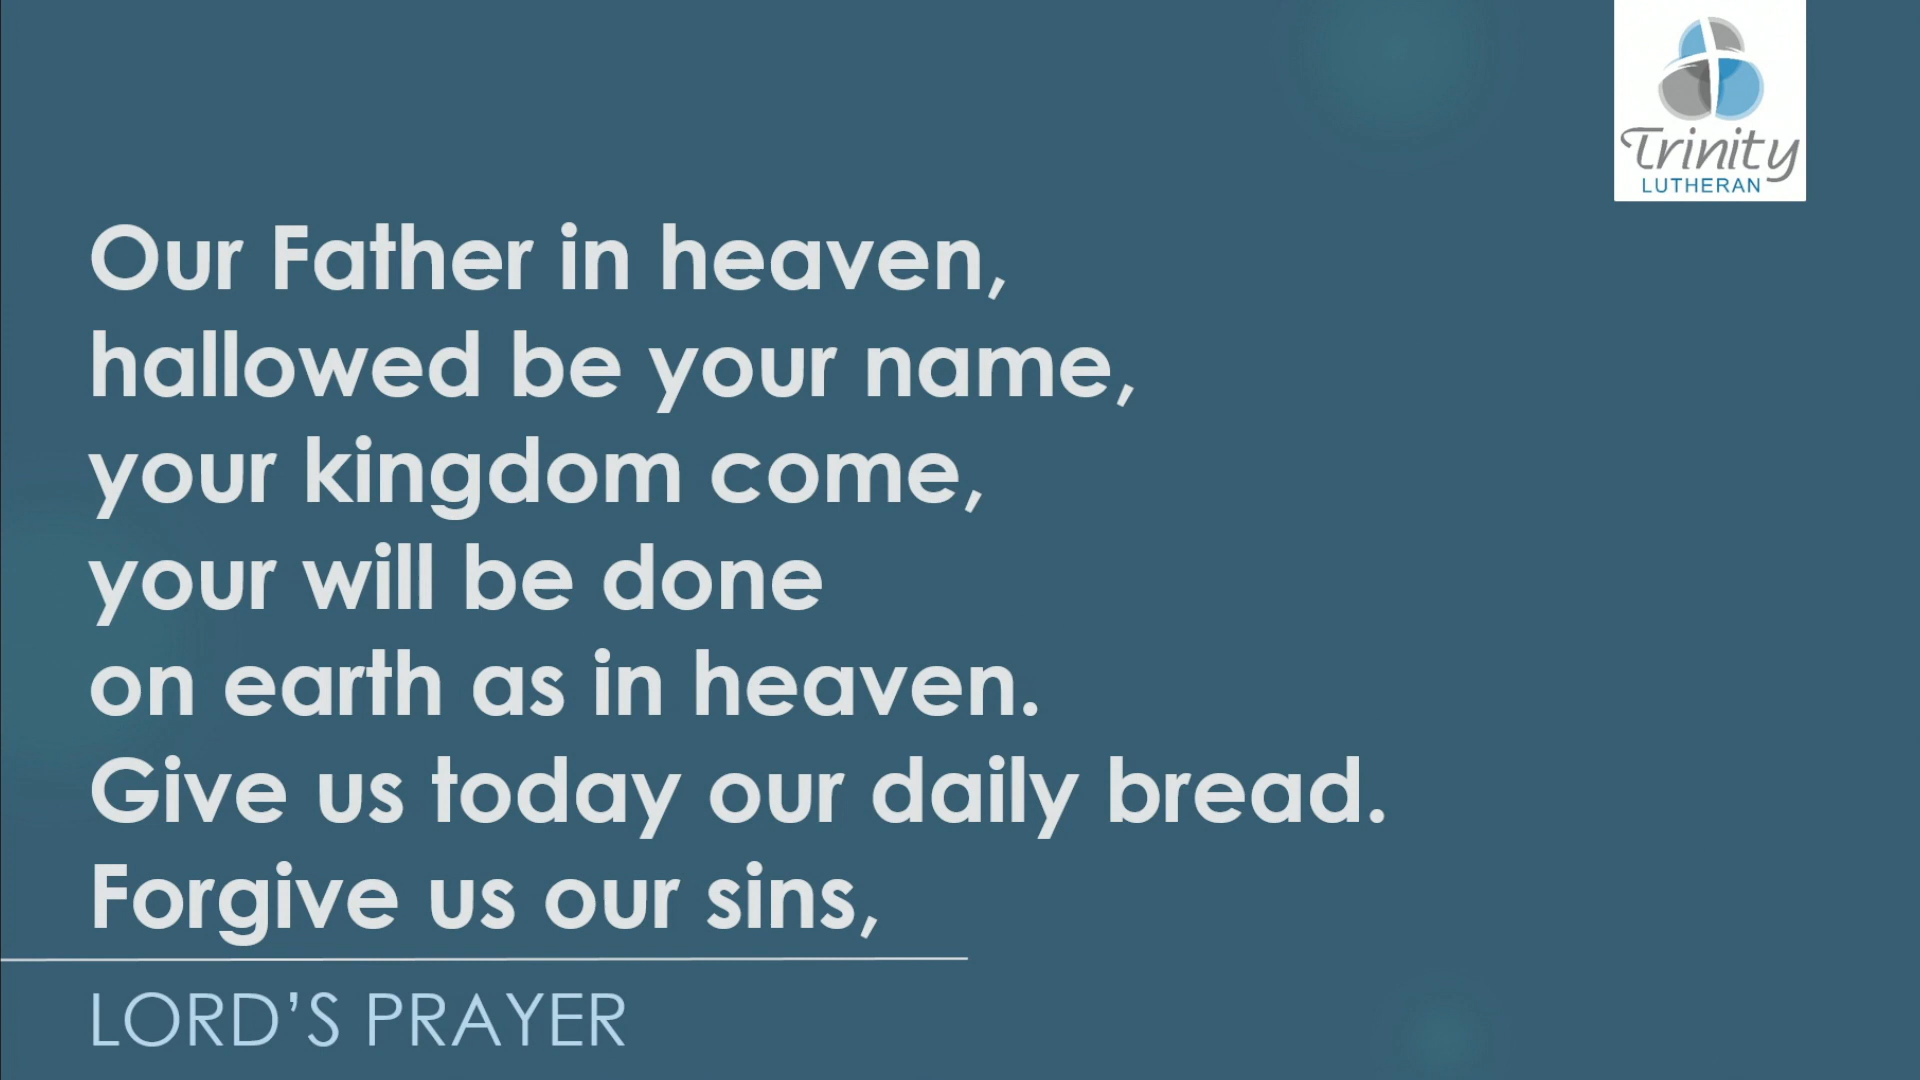 Trinity
LUTHERAN
Our Father in heaven,
hallowed be your name,
your kingdom come,
your will be done
on earth as in heaven.
Give us today our daily bread.
Forgive us our sins,
LORD’S PRAYER